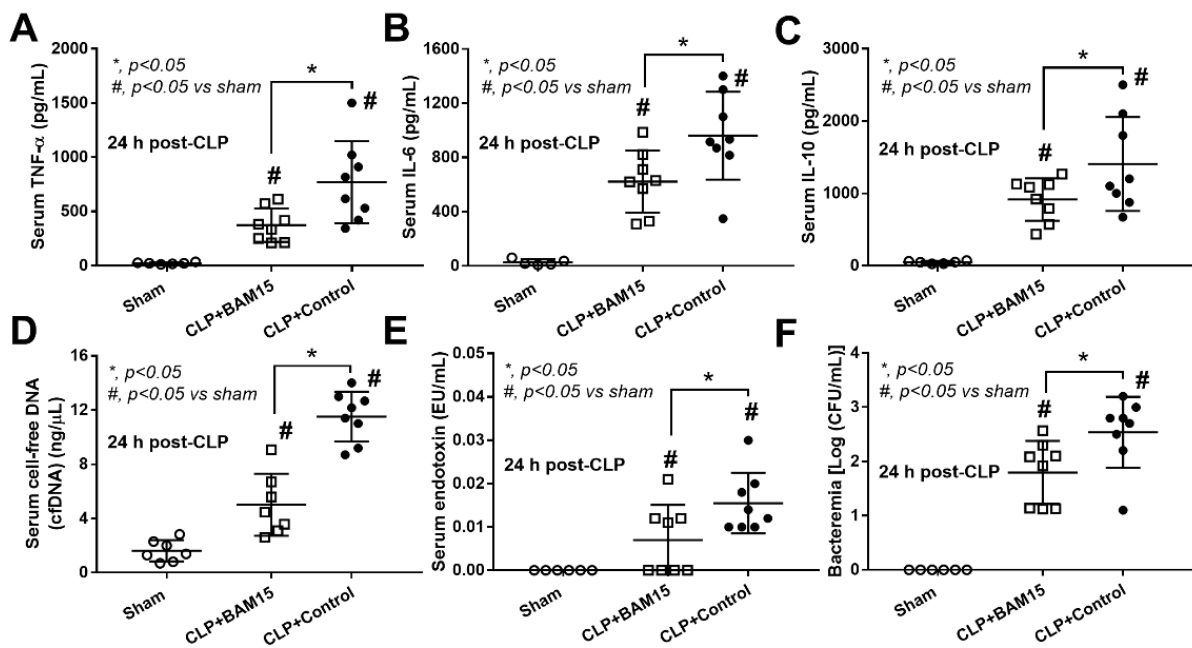 A
Serum TNF-α (pg/mL)
2000
1500
1000
500
0
*, p<0.05
#, p<0.05 vs sham
24 h post-CLP
*
#
#
Sham
CLP+BAM15
CLP+Control
B
Serum IL-6 (pg/mL)
1600
1200
800
400
0
*, p<0.05
#, p<0.05 vs sham
24 h post-CLP
*
#
#
Sham
CLP+BAM15
CLP+Control
C
Serum IL-10 (pg/mL)
3000
2000
1000
0
*, p<0.05
#, p<0.05 vs sham
24 h post-CLP
*
#
#
Sham
CLP+BAM15
CLP+Control
D
Serum cell-free DNA
(cfDNA) (ng/μL)
16
12
8
4
0
*, p<0.05
#, p<0.05 vs sham
24 h post-CLP
*
#
#
Sham
CLP+BAM15
CLP+Control
E
Serum endotoxin (EU/mL)
0.05
0.04
0.03
0.02
0.01
0.00
*, p<0.05
#, p<0.05 vs sham
24 h post-CLP
*
#
#
Sham
CLP+BAM15
CLP+Control
F
Bacteremia [Log (CFU/mL)]
4
3
2
1
0
*, p<0.05
#, p<0.05 vs sham
24 h post-CLP
*
#
#
Sham
CLP+BAM15
CLP+Control